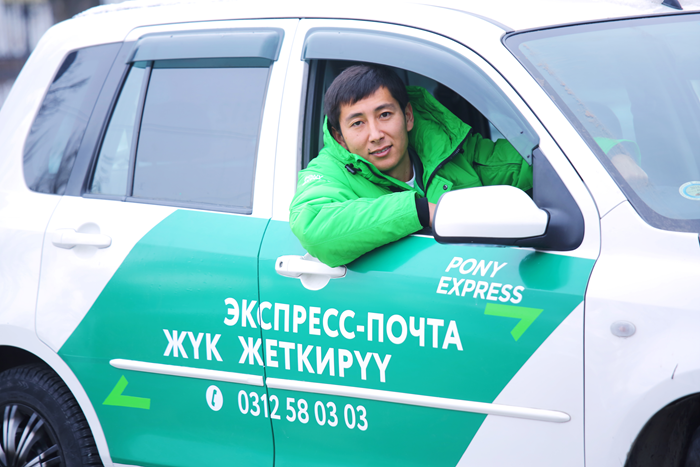 PONY
EXPRESS
ЭКСПРЕСС-ПОЧТА
ЖҮК ЖЕТКИРҮҮ
0312 58 03 03